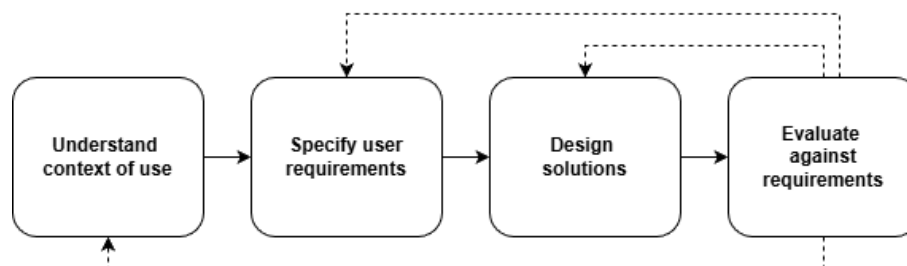 Understand
context of use
Specify user
requirements
Design
solutions
Evaluate
against
requirements